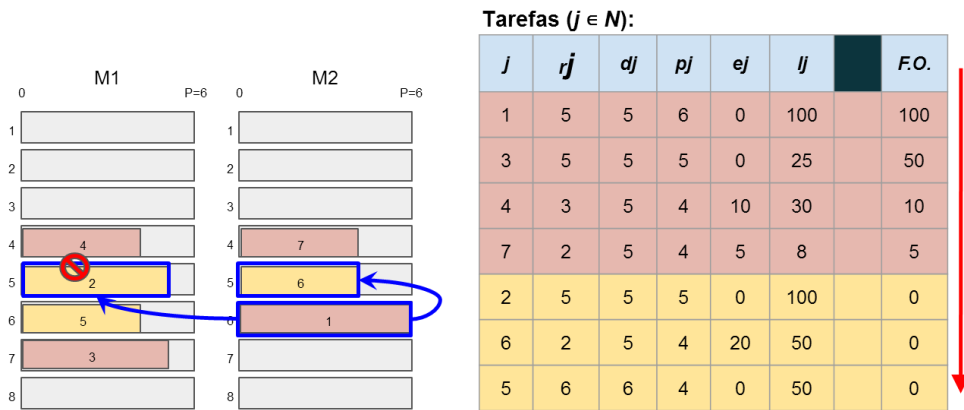 Tarefas (j ∈ N):
M1
M2
0 P=6
0 P=6
1
2
3
4 4
5 2
6 5
7 3
8
1
2
3
4 7
5 6
6 1
7
8
j rj dj pj ej lj F.O.
1 5 5 6 0 100 100
3 5 5 5 0 25 50
4 3 5 4 10 30 10
7 2 5 4 5 8 5
2 5 5 5 0 100 0
6 2 5 4 20 50 0
5 6 6 4 0 50 0